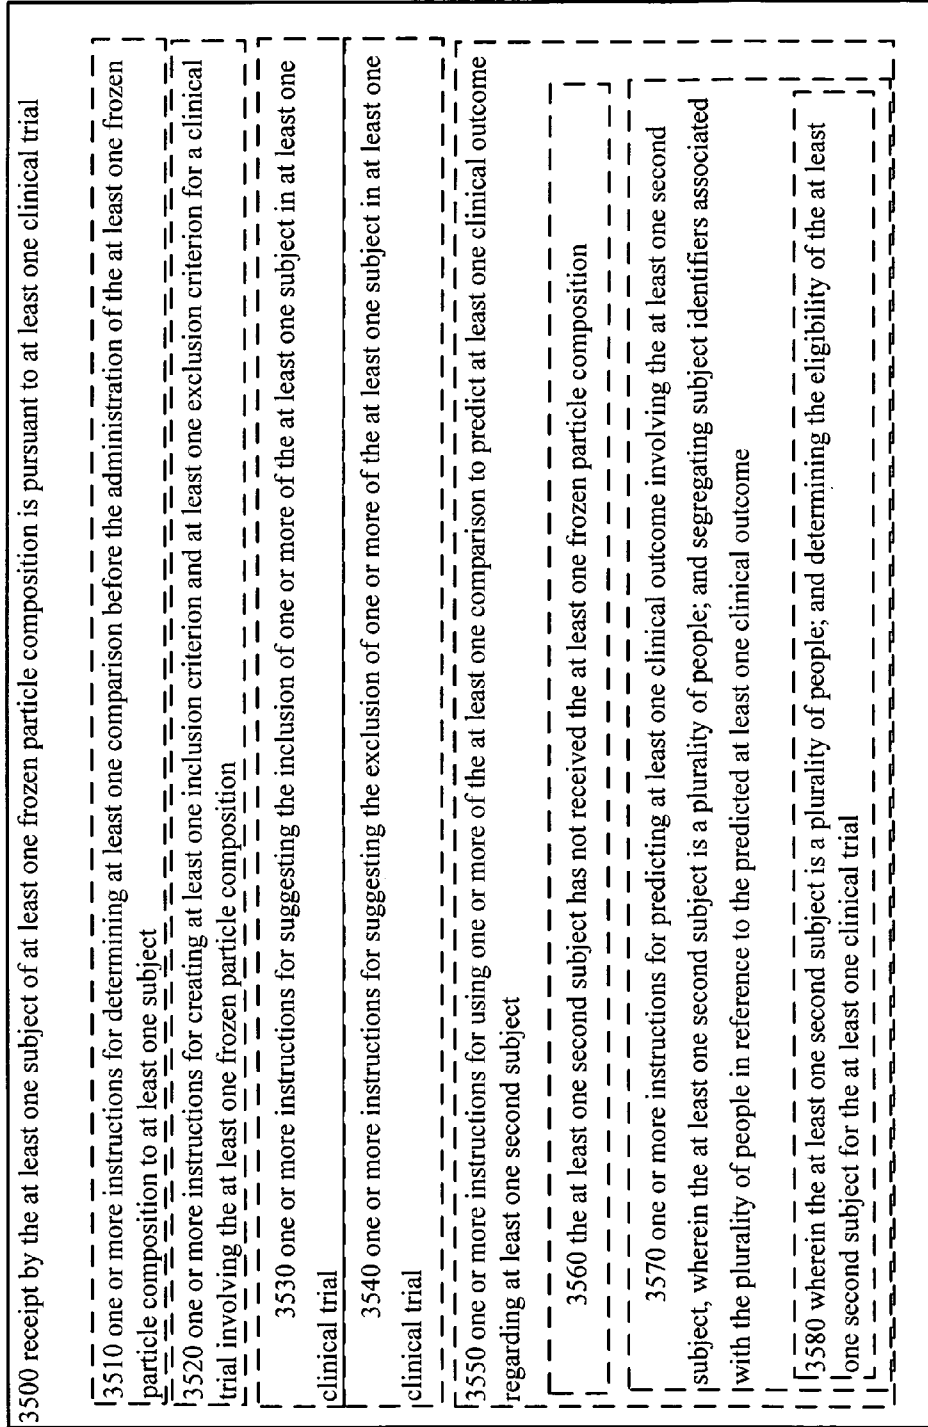 3500 receipt by the at least one subject of at least one frozen particle composition is pursuant to at least one clinical trial
3510 one or more instructions for determining at least one comparison before the administration of the at least one frozen
particle composition to at least one subject
3520 one or more instructions for creating at least one inclusion criterion and at least one exclusion criterion for a clinical
trial involving the at least one frozen particle composition
3530 one or more instructions for suggesting the inclusion of one or more of the at least one subject in at least one
clinical trial
3540 one or more instructions for suggesting the exclusion of one or more of the at least one subject in at least one
clinical trial
3550 one or more instructions for using one or more of the at least one comparison to predict at least one clinical outcome
regarding at least one second subject
3560 the at least one second subject has not received the at least one frozen particle composition
3570 one or more instructions for predicting at least one clinical outcome involving the at least one second
subject, wherein the at least one second subject is a plurality of people; and segregating subject identifiers associated
with the plurality of people in reference to the predicted at least one clinical outcome
3580 wherein the at least one second subject is a plurality of people; and determining the eligibility of the at least
one second subject for the at least one clinical trial